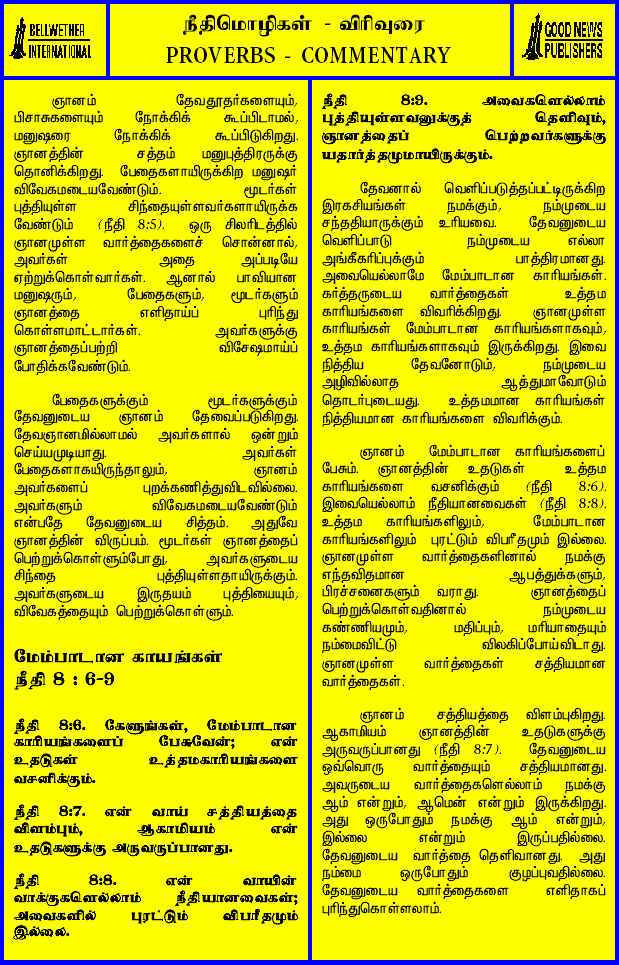 BELLWETHER
INTERNATIONAL
நீதிமொழிகள் - விரிவுரை
PROVERBS - COMMENTARY
GOOD NEWS
PUBLISHERS
ஞானம் தேவதூதர்களையும்,
பிசாசுகளையும் நோக்கிக் கூப்பிடாமல்,
மனுஷரை நோக்கிக் கூப்பிடுகிறது.
ஞானத்தின் சத்தம் மனுபுத்திரருக்கு
தொனிக்கிறது. பேதைகளாயிருக்கிற மனுஷர்
விவேகமடையவேண்டும். மூடர்கள்
புத்தியுள்ள சிந்தையுள்ளவர்களாயிருக்க
வேண்டும் (நீதி 8:5). ஒரு சிலரிடத்தில்
ஞானமுள்ள வார்த்தைகளைச் சொன்னால்,
அவர்கள் அதை அப்படியே
ஏற்றுக்கொள்வார்கள். ஆனால் பாவியான
மனுஷரும், பேதைகளும், மூடர்களும்
ஞானத்தை எளிதாய்ப் புரிந்து
கொள்ளமாட்டார்கள். அவர்களுக்கு
ஞானத்தைப்பற்றி விசேஷமாய்ப்
போதிக்கவேண்டும்.
பேதைகளுக்கும் மூடர்களுக்கும்
தேவனுடைய ஞானம் தேவைப்படுகிறது.
தேவஞானமில்லாமல் அவர்களால் ஒன்றும்
செய்யமுடியாது. அவர்கள்
பேதைகளாகயிருந்தாலும், ஞானம்
அவர்களைப் புறக்கணித்துவிடவில்லை.
அவர்களும் விவேகமடையவேண்டும்
என்பதே தேவனுடைய சித்தம். அதுவே
ஞானத்தின் விருப்பம். மூடர்கள் ஞானத்தைப்
பெற்றுக்கொள்ளும்போது, அவர்களுடைய
சிந்தை புத்தியுள்ளதாயிருக்கும்.
அவர்களுடைய இருதயம் புத்தியையும்,
விவேகத்தையும் பெற்றுக்கொள்ளும்.
மேம்பாடான காயங்கள்
நீதி 8 : 6-9
நீதி 8:6. கேளுங்கள், மேம்பாடான
காரியங்களைப் பேசுவேன்; என்
உதடுகள் உத்தமகாரியங்களை
வசனிக்கும்.
நீதி 8:7. என் வாய் சத்தியத்தை
விளம்பும், ஆகாமியம் என்
உதடுகளுக்கு அருவருப்பானது.
நீதி 8:8. என் வாயின்
வாக்குகளெல்லாம் நீதியானவைகள்;
அவைகளில் புரட்டும் விபரீதமும்
இல்லை.
நீதி 8:9. அவைகளெல்லாம்
புத்தியுள்ளவனுக்குத் தெளிவும்,
ஞானத்தைப் பெற்றவர்களுக்கு
யதார்த்தமுமாயிருக்கும்.
தேவனால் வெளிப்படுத்தப்பட்டிருக்கிற
இரகசியங்கள் நமக்கும், நம்முடைய
சந்ததியாருக்கும் உரியவை. தேவனுடைய
வெளிப்பாடு நம்முடைய எல்லா
அங்கீகரிப்புக்கும் பாத்திரமானது.
அவையெல்லாமே மேம்பாடான காரியங்கள்.
கர்த்தருடைய வார்த்தைகள் உத்தம
காரியங்களை விவரிக்கிறது. ஞானமுள்ள
காரியங்கள் மேம்பாடான காரியங்களாகவும்,
உத்தம காரியங்களாகவும் இருக்கிறது. இவை
நித்திய தேவனோடும், நம்முடைய
அழிவில்லாத ஆத்துமாவோடும்
தொடர்புடையது. உத்தமமான காரியங்கள்
நித்தியமான காரியங்களை விவரிக்கும்.
ஞானம் மேம்பாடான காரியங்களைப்
பேசும். ஞானத்தின் உதடுகள் உத்தம
காரியங்களை வசனிக்கும் (நீதி 8:6).
இவையெல்லாம் நீதியானவைகள் (நீதி 8:8).
உத்தம காரியங்களிலும், மேம்பாடான
காரியங்களிலும் புரட்டும் விபரீதமும் இல்லை.
ஞானமுள்ள வார்த்தைகளினால் நமக்கு
எந்தவிதமான ஆபத்துக்களும்,
பிரச்சனைகளும் வராது. ஞானத்தைப்
பெற்றுக்கொள்வதினால் நம்முடைய
கண்ணியமும், மதிப்பும், மரியாதையும்
நம்மைவிட்டு விலகிப்போய்விடாது.
ஞானமுள்ள வார்த்தைகள் சத்தியமான
வார்த்தைகள்.
ஞானம் சத்தியத்தை விளம்புகிறது.
ஆகாமியம் ஞானத்தின் உதடுகளுக்கு
அருவருப்பானது (நீதி 8:7). தேவனுடைய
ஒவ்வொரு வார்த்தையும் சத்தியமானது.
அவருடைய வார்த்தைகளெல்லாம் நமக்கு
ஆம் என்றும், ஆமென் என்றும் இருக்கிறது.
அது ஒருபோதும் நமக்கு ஆம் என்றும்,
இல்லை என்றும் இருப்பதில்லை.
தேவனுடைய வார்த்தை தெளிவானது. அது
நம்மை ஒருபோதும் குழப்புவதில்லை.
தேவனுடைய வார்த்தைகளை எளிதாகப்
புரிந்துகொள்ளலாம்.